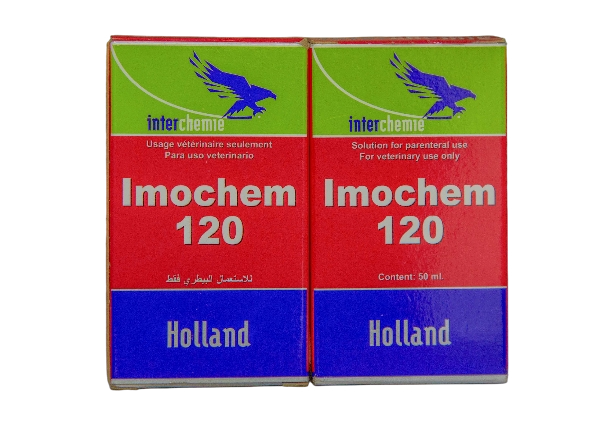 interchemie
Usage vétérinaire seulement
Para uso veterinario
Imochem
120
للاستعمال البيطري فقط
Holland
interchemie
Solution for parenteral use
For veterinary use only
Imochem
120
Content: 50 ml.
Holland